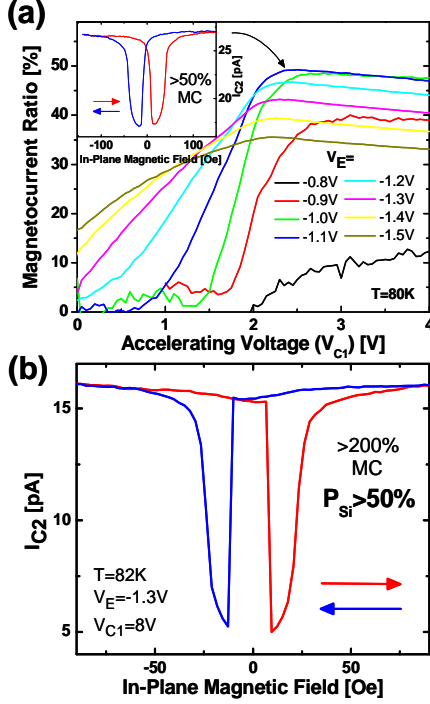 (a)
Magnetocurrent Ratio [%]
60
50
40
30
20
10
0
25
20
I_C2 [pA]
>50%
MC
-100 0 100
In-Plane Magnetic Field [Oe]
V_E=
-0.8V -1.2V
-0.9V -1.3V
-1.0V -1.4V
-1.1V -1.5V
T=80K
0 1 2 3 4
Accelerating Voltage (V_C1) [V]
(b)
I_C2 [pA]
15
10
5
>200%
MC
P_Si>50%
T=82K
V_E=-1.3V
V_C1=8V
-50 0 50
In-Plane Magnetic Field [Oe]